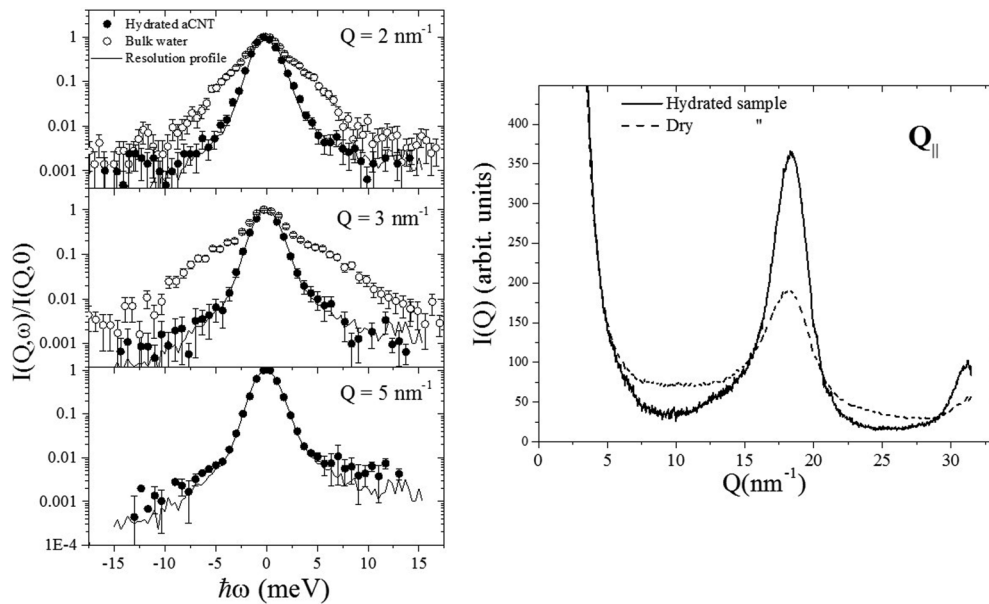 Hydrated aCNT
Bulk water
Resolution profile
Q = 2 nm⁻¹
1
0.1
0.01
0.001
Q = 3 nm⁻¹
1
0.1
0.01
0.001
Q = 5 nm⁻¹
1
0.1
0.01
0.001
1E-4
I(Q,ω)/I(Q,0)
-15 -10 -5 0 5 10 15
ħω (meV)
Hydrated sample
Dry "
Q||
400
350
300
250
200
150
100
50
0
I(Q) (arbit. units)
0 5 10 15 20 25 30
Q(nm⁻¹)